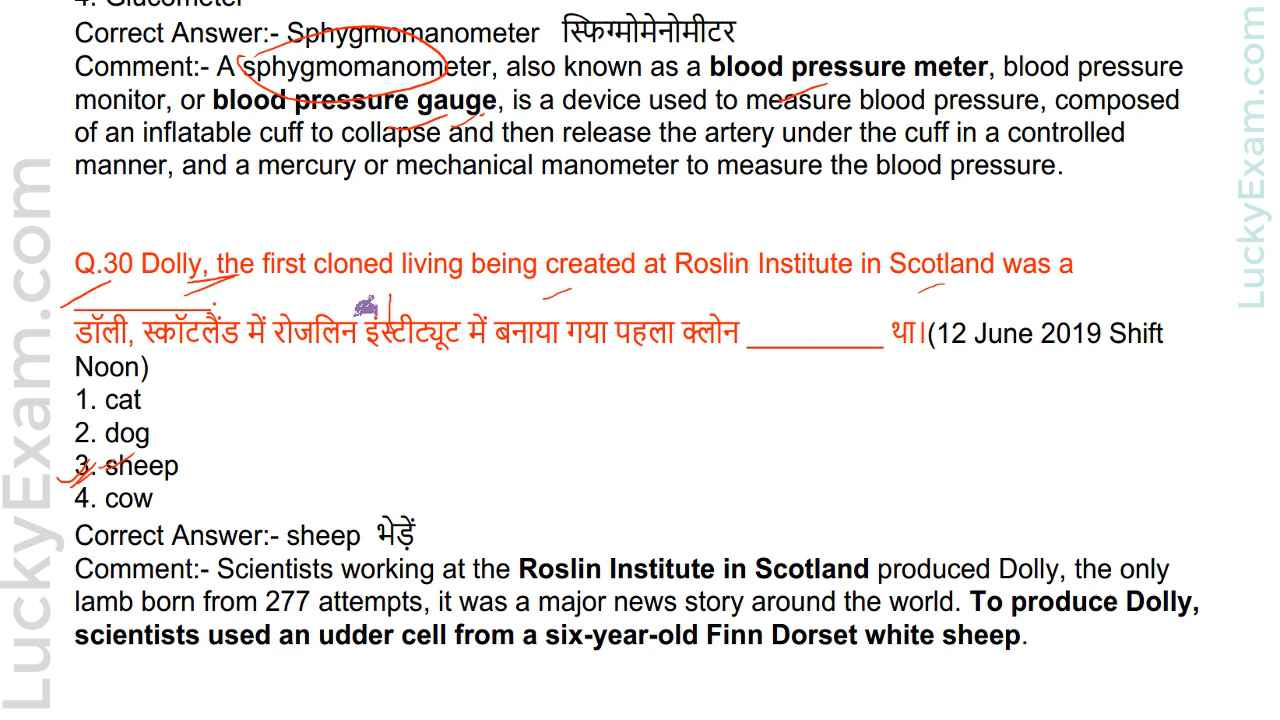 4. Glucometer
Correct Answer:- Sphygmomanometer स्फिग्मोमेनोमीटर
Comment:- A sphygmomanometer, also known as a blood pressure meter, blood pressure
monitor, or blood pressure gauge, is a device used to measure blood pressure, composed
of an inflatable cuff to collapse and then release the artery under the cuff in a controlled
manner, and a mercury or mechanical manometer to measure the blood pressure.
Q.30 Dolly, the first cloned living being created at Roslin Institute in Scotland was a
_________.
डॉली, स्कॉटलैंड में रोजलिन इंस्टीट्यूट में बनाया गया पहला क्लोन _________ था।(12 June 2019 Shift
Noon)
1. cat
2. dog
3. sheep
4. cow
Correct Answer:- sheep भेड़ें
Comment:- Scientists working at the Roslin Institute in Scotland produced Dolly, the only
lamb born from 277 attempts, it was a major news story around the world. To produce Dolly,
scientists used an udder cell from a six-year-old Finn Dorset white sheep.
LuckyExam.com
LuckyExam.com